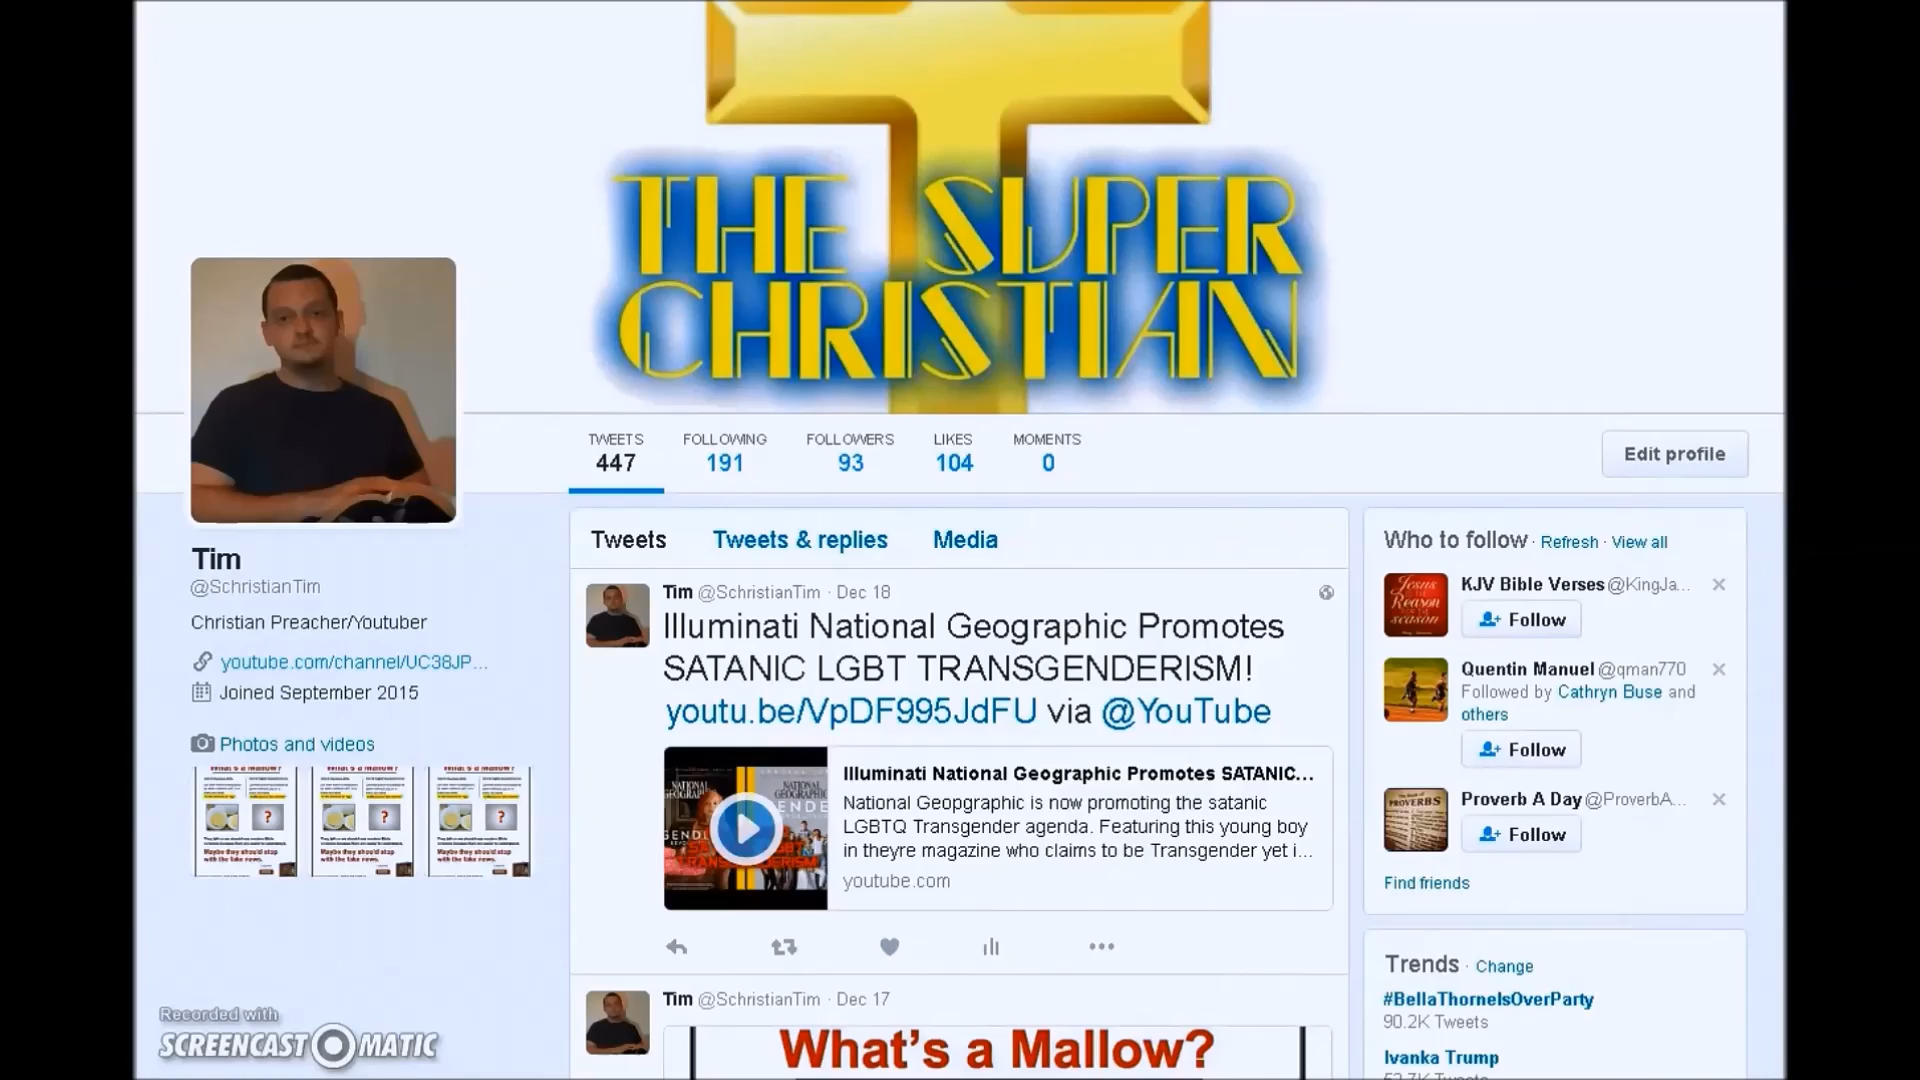 THE SUPER
CHRISTIAN
TWEETS
447
FOLLOWING
191
FOLLOWERS
93
LIKES
104
MOMENTS
0
Edit profile
Tim
@SchristianTim
Christian Preacher/Youtuber
youtube.com/channel/UC38JP...
Joined September 2015
Photos and videos
What's a Mallow?
What's a Mallow?
What's a Mallow?
Tweets Tweets & replies Media
Tim @SchristianTim · Dec 18
Illuminati National Geographic Promotes
SATANIC LGBT TRANSGENDERISM!
youtu.be/VpDF995JdFU via @YouTube
Illuminati National Geographic Promotes SATANIC...
National Geopgraphic is now promoting the satanic
LGBTQ Transgender agenda. Featuring this young boy
in theyre magazine who claims to be Transgender yet i...
youtube.com
Tim @SchristianTim · Dec 17
What's a Mallow?
Who to follow · Refresh · View all
KJV Bible Verses @KingJa...
Follow
Quentin Manuel @qman770
Followed by Cathryn Buse and
others
Follow
Proverb A Day @ProverbA...
Follow
Find friends
Trends · Change
#BellaThorneIsOverParty
90.2K Tweets
Ivanka Trump
Recorded with
SCREENCAST MATIC